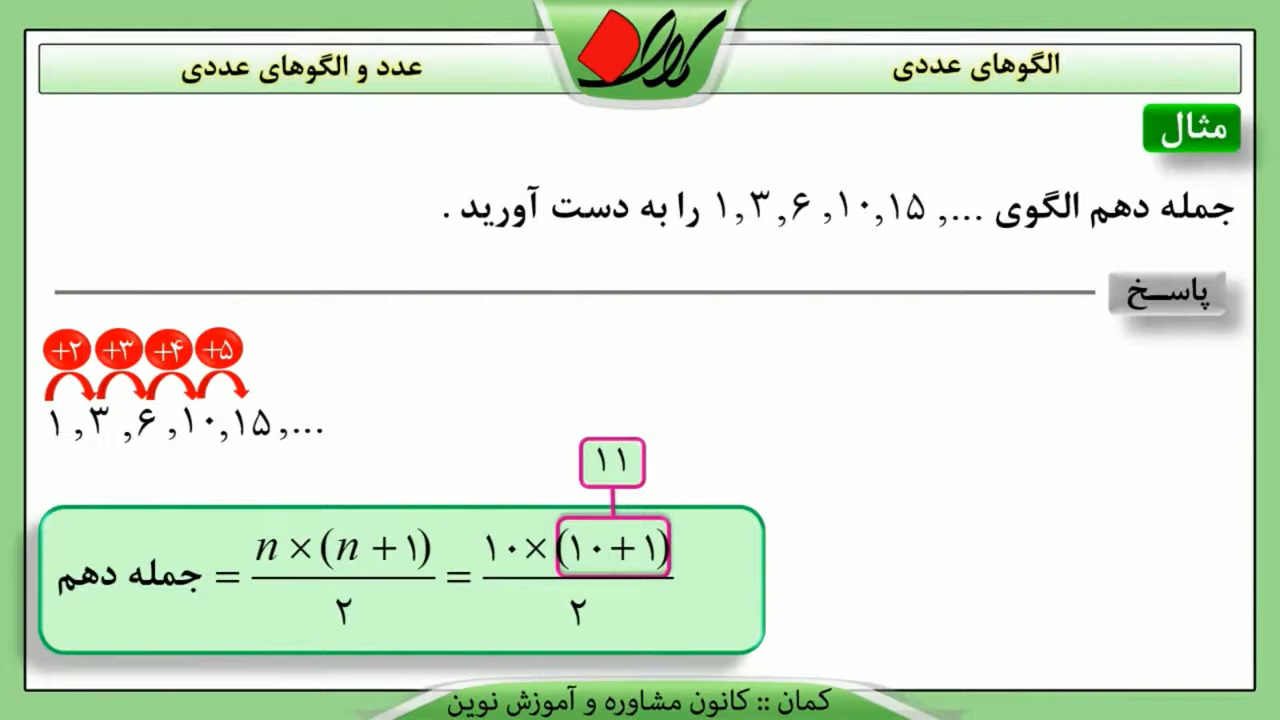 الگوهای عددی
عدد و الگوهای عددی
مثال
جمله دهم الگوی ... , ۱,۳,۶,۱۰,۱۵ را به دست آورید .
پاسـخ
+۲ +۳ +۴ +۵
۱,۳,۶,۱۰,۱۵,...
۱۱
جمله دهم = n×(n+۱)/۲ = ۱۰×(۱۰+۱)/۲
کمان :: کانون مشاوره و آموزش نوین